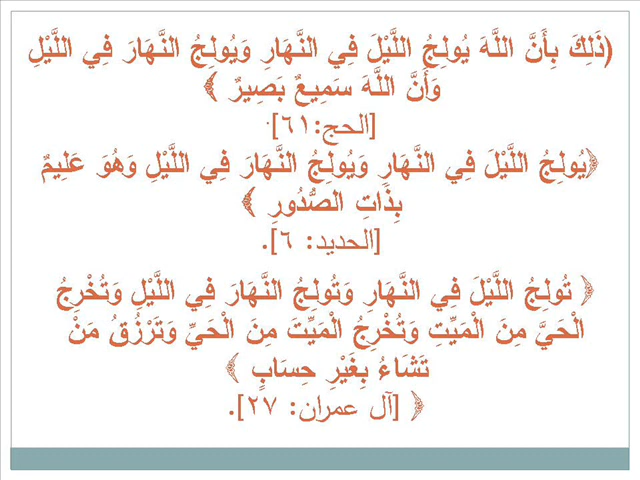 (ذَلِكَ بِأَنَّ اللَّهَ يُولِجُ اللَّيْلَ فِي النَّهَارِ وَيُولِجُ النَّهَارَ فِي اللَّيْلِ
وَأَنَّ اللَّهَ سَمِيعٌ بَصِيرٌ ﴾
[الحج:٦١].
﴿يُولِجُ اللَّيْلَ فِي النَّهَارِ وَيُولِجُ النَّهَارَ فِي اللَّيْلِ وَهُوَ عَلِيمٌ
بِذَاتِ الصُّدُورِ ﴾
[الحديد: ٦].
﴿ تُولِجُ اللَّيْلَ فِي النَّهَارِ وَتُولِجُ النَّهَارَ فِي اللَّيْلِ وَتُخْرِجُ
الْحَيَّ مِنَ الْمَيِّتِ وَتُخْرِجُ الْمَيِّتَ مِنَ الْحَيِّ وَتَرْزُقُ مَنْ
تَشَاءُ بِغَيْرِ حِسَابٍ ﴾
﴿ [آل عمران: ٢٧].